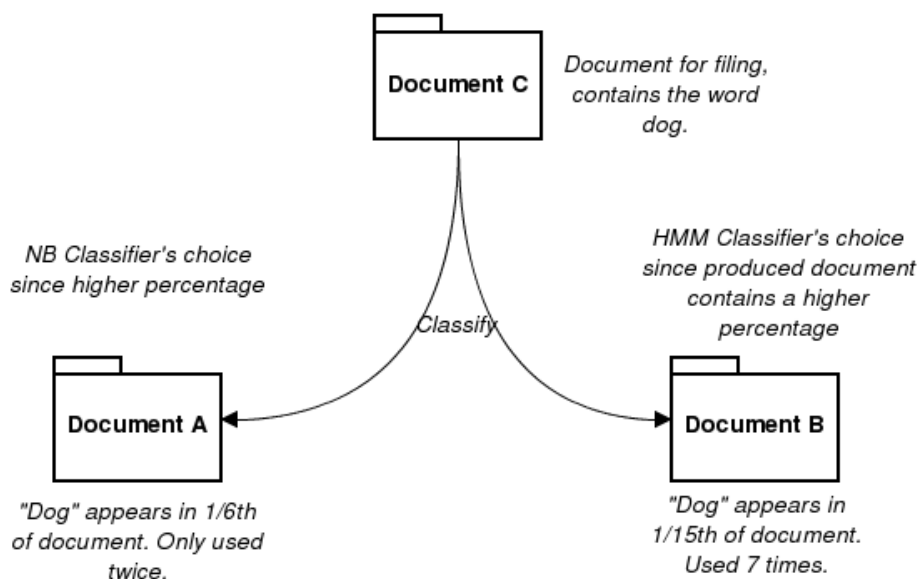 Document C
Document for filing,
contains the word
dog.
NB Classifier's choice
since higher percentage
HMM Classifier's choice
since produced document
contains a higher
percentage
Classify
Document A
Document B
"Dog" appears in 1/6th
of document. Only used
twice.
"Dog" appears in
1/15th of document.
Used 7 times.